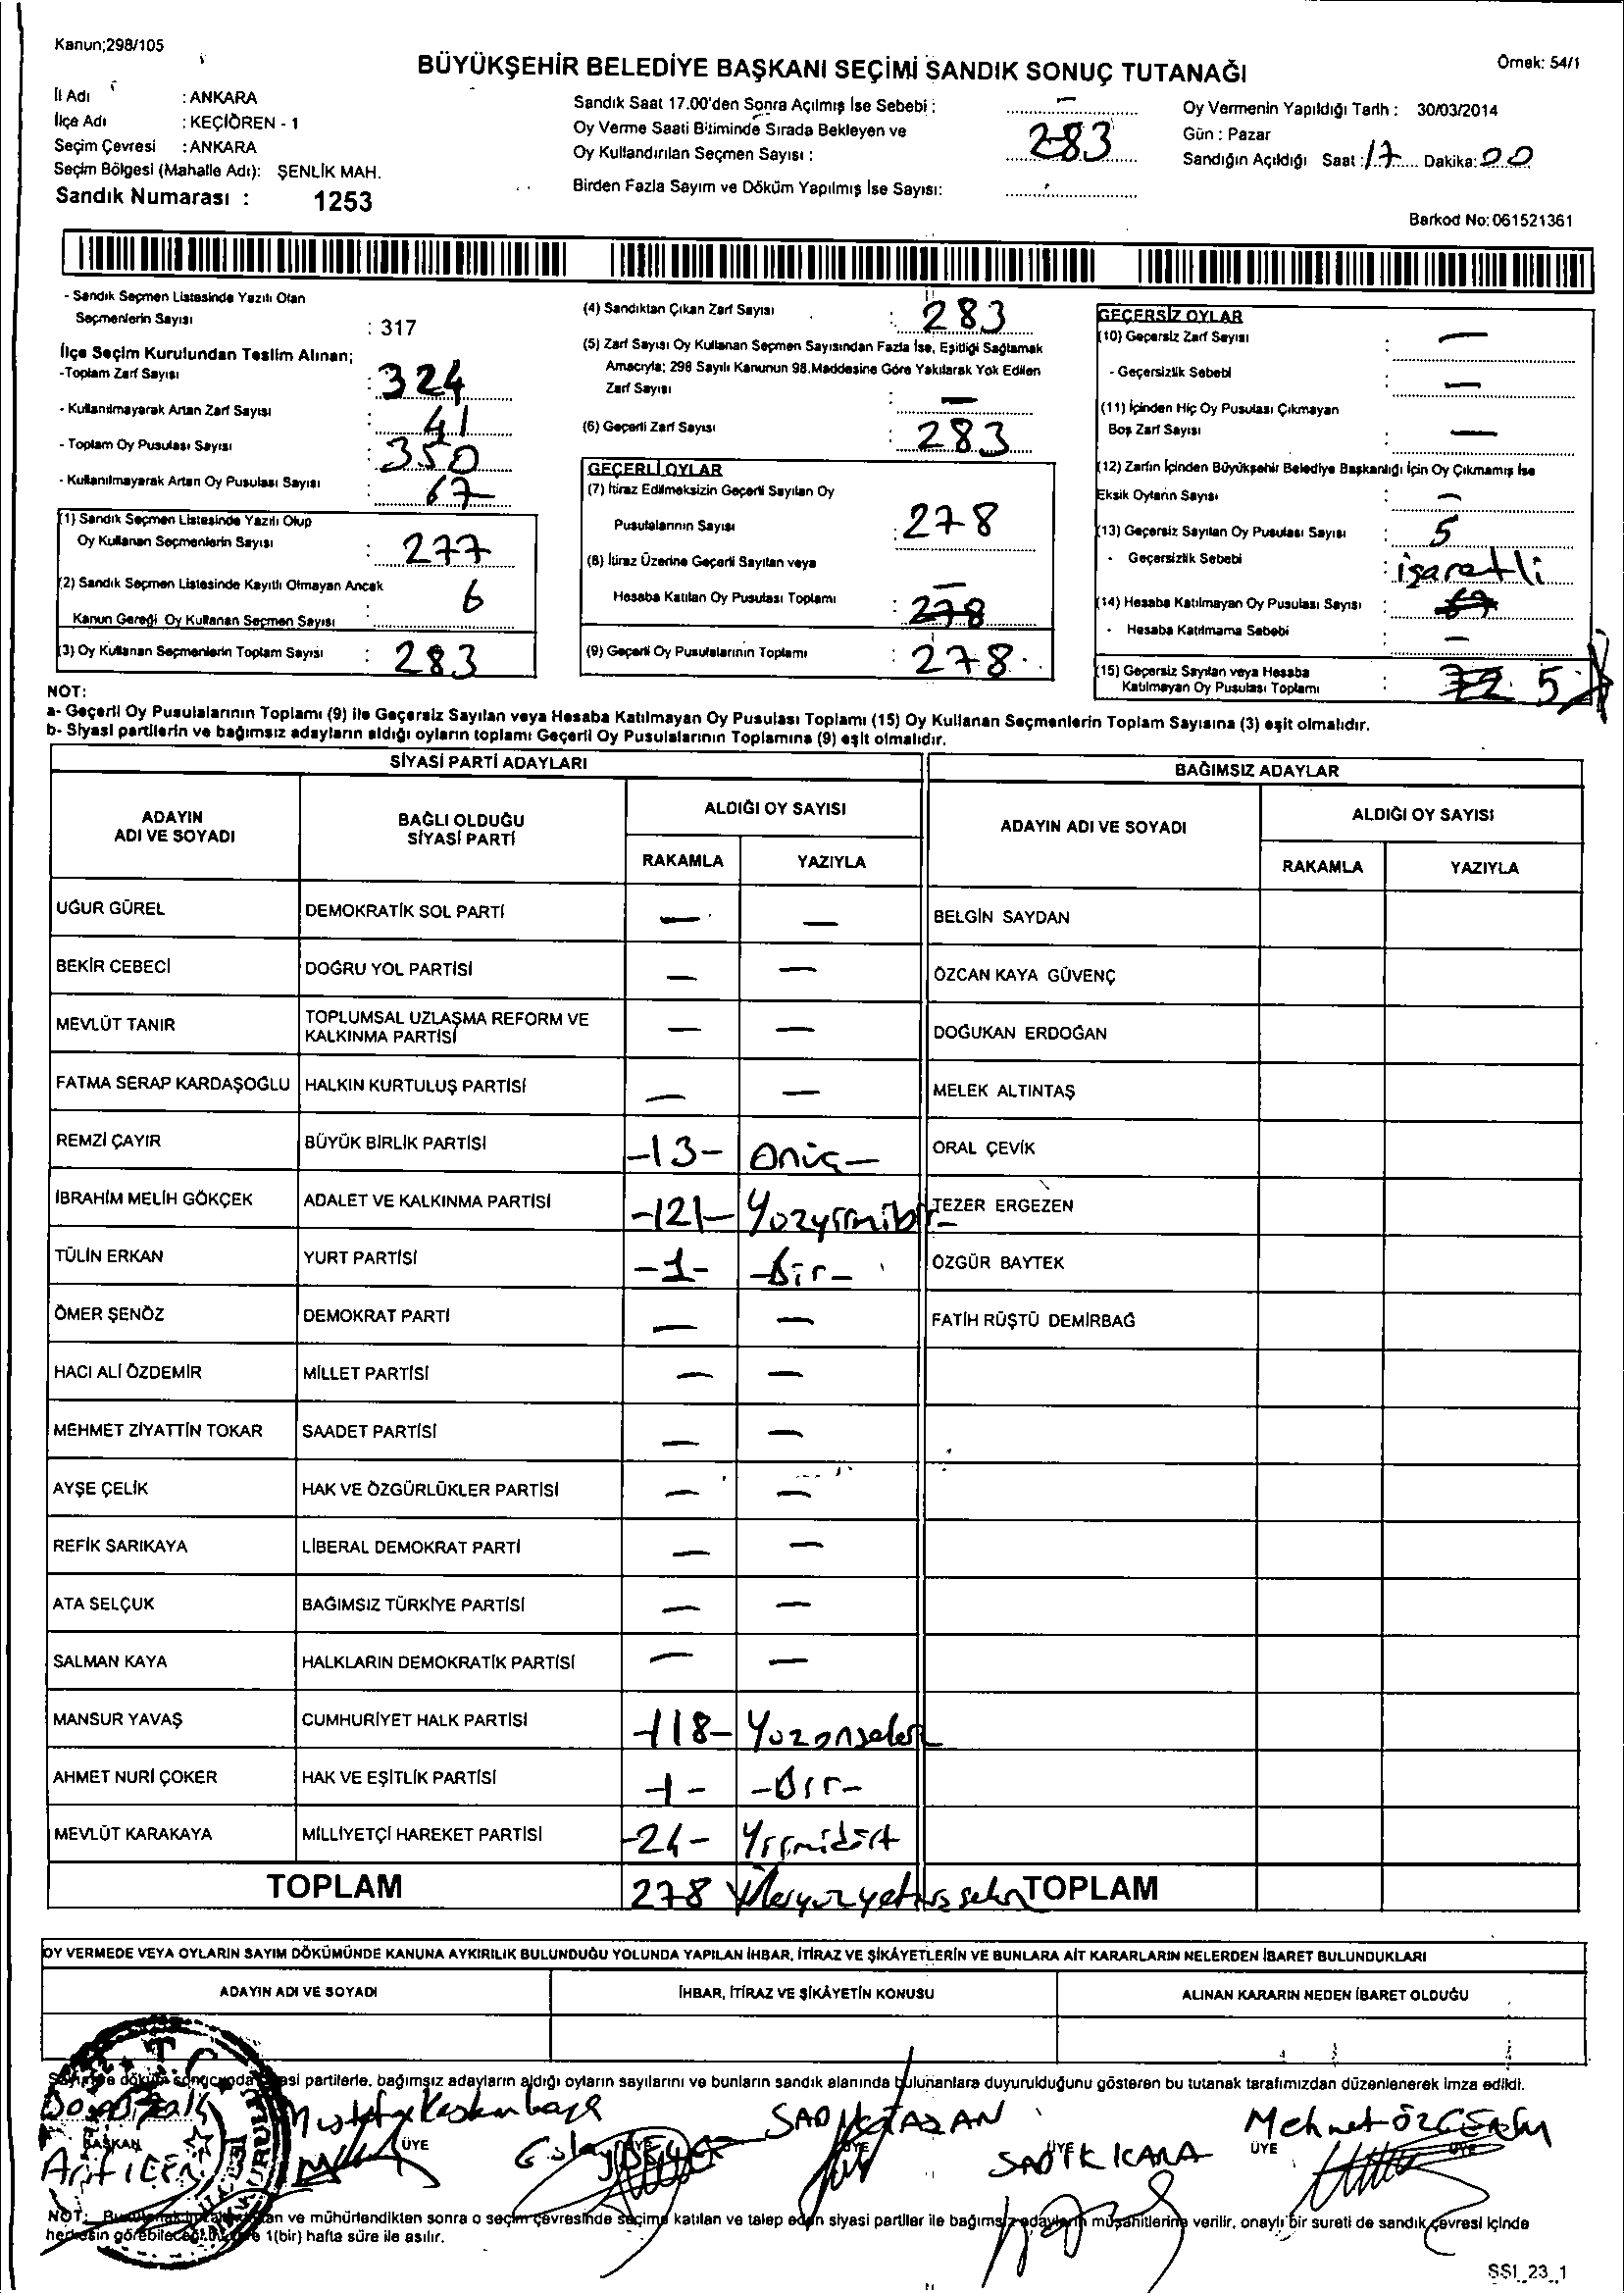 Kanun;298/105
BÜYÜKŞEHİR BELEDİYE BAŞKANI SEÇİMİ SANDIK SONUÇ TUTANAĞI
Örnek: 54/1
İl Adı : ANKARA
İlçe Adı : KEÇİÖREN - 1
Seçim Çevresi : ANKARA
Seçim Bölgesi (Mahalle Adı): ŞENLİK MAH.
Sandık Numarası : 1253
Sandık Saat 17.00'den Sonra Açılmış İse Sebebi : —
Oy Verme Saati Bitiminde Sırada Bekleyen ve
Oy Kullandırılan Seçmen Sayısı : 283
Birden Fazla Sayım ve Döküm Yapılmış İse Sayısı:
Oy Vermenin Yapıldığı Tarih : 30/03/2014
Gün : Pazar
Sandığın Açıldığı Saat : 17 Dakika: 00
Barkod No: 061521361
- Sandık Seçmen Listesinde Yazılı Olan
Seçmenlerin Sayısı : 317
İlçe Seçim Kurulundan Teslim Alınan;
-Toplam Zarf Sayısı : 324
- Kullanılmayarak Artan Zarf Sayısı : 41
- Toplam Oy Pusulası Sayısı : 350
- Kullanılmayarak Artan Oy Pusulası Sayısı : 67
(1) Sandık Seçmen Listesinde Yazılı Olup
Oy Kullanan Seçmenlerin Sayısı : 277
(2) Sandık Seçmen Listesinde Kayıtlı Olmayan Ancak
Kanun Gereği Oy Kullanan Seçmen Sayısı : 6
(3) Oy Kullanan Seçmenlerin Toplam Sayısı : 283
(4) Sandıktan Çıkan Zarf Sayısı : 283
(5) Zarf Sayısı Oy Kullanan Seçmen Sayısından Fazla İse, Eşitliği Sağlamak
Amacıyla; 298 Sayılı Kanunun 98.Maddesine Göre Yakılarak Yok Edilen
Zarf Sayısı : —
(6) Geçerli Zarf Sayısı : 283
GEÇERLİ OYLAR
(7) İtiraz Edilmeksizin Geçerli Sayılan Oy
Pusulalarının Sayısı : 278
(8) İtiraz Üzerine Geçerli Sayılan veya
Hesaba Katılan Oy Pusulası Toplamı : 278 —
(9) Geçerli Oy Pusulalarının Toplamı : 278
GEÇERSİZ OYLAR
(10) Geçersiz Zarf Sayısı : —
- Geçersizlik Sebebi : —
(11) İçinden Hiç Oy Pusulası Çıkmayan
Boş Zarf Sayısı : —
(12) Zarfın İçinden Büyükşehir Belediye Başkanlığı İçin Oy Çıkmamış İse
Eksik Oyların Sayısı : —
(13) Geçersiz Sayılan Oy Pusulası Sayısı : 5
- Geçersizlik Sebebi : işaretli
(14) Hesaba Katılmayan Oy Pusulası Sayısı : 67
- Hesaba Katılmama Sebebi : —
(15) Geçersiz Sayılan veya Hesaba
Katılmayan Oy Pusulası Toplamı : 72 5
NOT:
a- Geçerli Oy Pusulalarının Toplamı (9) ile Geçersiz Sayılan veya Hesaba Katılmayan Oy Pusulası Toplamı (15) Oy Kullanan Seçmenlerin Toplam Sayısına (3) eşit olmalıdır.
b- Siyasi partilerin ve bağımsız adayların aldığı oyların toplamı Geçerli Oy Pusulalarının Toplamına (9) eşit olmalıdır.
SİYASİ PARTİ ADAYLARI
ADAYIN ADI VE SOYADI
BAĞLI OLDUĞU SİYASİ PARTİ
ALDIĞI OY SAYISI
RAKAMLA YAZIYLA
UĞUR GÜREL DEMOKRATİK SOL PARTİ — —
BEKİR CEBECİ DOĞRU YOL PARTİSİ — —
MEVLÜT TANIR TOPLUMSAL UZLAŞMA REFORM VE KALKINMA PARTİSİ — —
FATMA SERAP KARDAŞOĞLU HALKIN KURTULUŞ PARTİSİ — —
REMZİ ÇAYIR BÜYÜK BİRLİK PARTİSİ -13- Onüç—
İBRAHİM MELİH GÖKÇEK ADALET VE KALKINMA PARTİSİ -121- Yüzyirmibir-
TÜLİN ERKAN YURT PARTİSİ -1- -Bir-
ÖMER ŞENÖZ DEMOKRAT PARTİ — —
HACI ALİ ÖZDEMİR MİLLET PARTİSİ — —
MEHMET ZİYATTİN TOKAR SAADET PARTİSİ — —
AYŞE ÇELİK HAK VE ÖZGÜRLÜKLER PARTİSİ — —
REFİK SARIKAYA LİBERAL DEMOKRAT PARTİ — —
ATA SELÇUK BAĞIMSIZ TÜRKİYE PARTİSİ — —
SALMAN KAYA HALKLARIN DEMOKRATİK PARTİSİ — —
MANSUR YAVAŞ CUMHURİYET HALK PARTİSİ -118- Yüzonsekiz
AHMET NURİ ÇOKER HAK VE EŞİTLİK PARTİSİ -1- -Bir-
MEVLÜT KARAKAYA MİLLİYETÇİ HAREKET PARTİSİ -24- Yirmidört
TOPLAM 278
BAĞIMSIZ ADAYLAR
ADAYIN ADI VE SOYADI
ALDIĞI OY SAYISI
RAKAMLA YAZIYLA
BELGİN SAYDAN
ÖZCAN KAYA GÜVENÇ
DOĞUKAN ERDOĞAN
MELEK ALTINTAŞ
ORAL ÇEVİK
TEZER ERGEZEN
ÖZGÜR BAYTEK
FATİH RÜŞTÜ DEMİRBAĞ
TOPLAM
OY VERMEDE VEYA OYLARIN SAYIM DÖKÜMÜNDE KANUNA AYKIRILIK BULUNDUĞU YOLUNDA YAPILAN İHBAR, İTİRAZ VE ŞİKÂYETLERİN VE BUNLARA AİT KARARLARIN NELERDEN İBARET BULUNDUKLARI
ADAYIN ADI VE SOYADI İHBAR, İTİRAZ VE ŞİKÂYETİN KONUSU ALINAN KARARIN NEDEN İBARET OLDUĞU
partilerle, bağımsız adayların aldığı oyların sayılarını ve bunların sandık alanında bulunanlara duyurulduğunu gösteren bu tutanak tarafımızdan düzenlenerek imza edildi.
Mustafa SADIK KARA Mehmet ÖZGERİM
BAŞKAN ÜYE ÜYE ÜYE ÜYE ÜYE ÜYE
NOT: ve mühürlendikten sonra o seçim çevresinde seçime katılan ve talep eden siyasi partiler ile bağımsız adayların müşahitlerine verilir, onaylı bir sureti de sandık çevresi içinde
herkesin görebileceği 1(bir) hafta süre ile asılır.
SSI_23_1